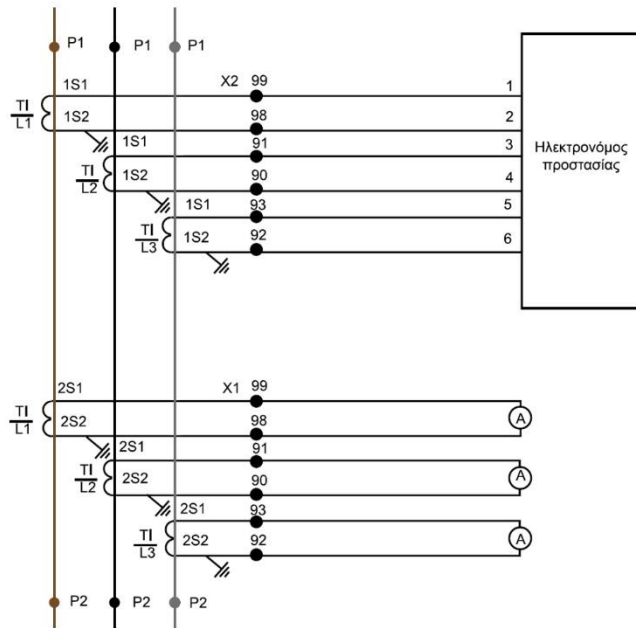 P1 P1 P1
1S1 X2 99 1
TI
L1
1S2 98 2
1S1 91 3
TI
L2
1S2 90 4
1S1 93 5
TI
L3
1S2 92 6
Ηλεκτρονόμος
προστασίας
2S1 X1 99
TI
L1
2S2 98 A
2S1 91
TI
L2
2S2 90 A
2S1 93
TI
L3
2S2 92 A
P2 P2 P2